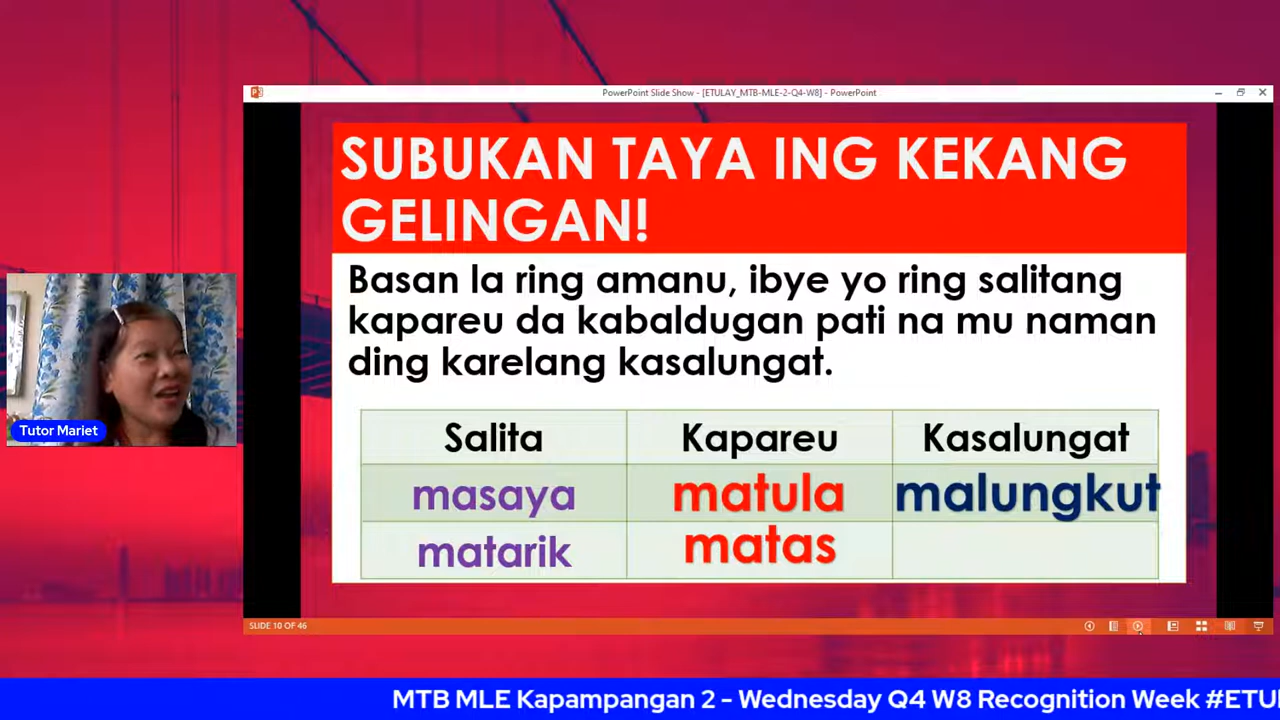 PowerPoint Slide Show - [ETULAY_MTB-MLE-2-Q4-W8] - PowerPoint
SUBUKAN TAYA ING KEKANG
GELINGAN!
Basan la ring amanu, ibye yo ring salitang
kapareu da kabaldugan pati na mu naman
ding karelang kasalungat.
Salita Kapareu Kasalungat
masaya matula malungkut
matarik matas
Tutor Mariet
SLIDE 10 OF 46
MTB MLE Kapampangan 2 - Wednesday Q4 W8 Recognition Week #ETU